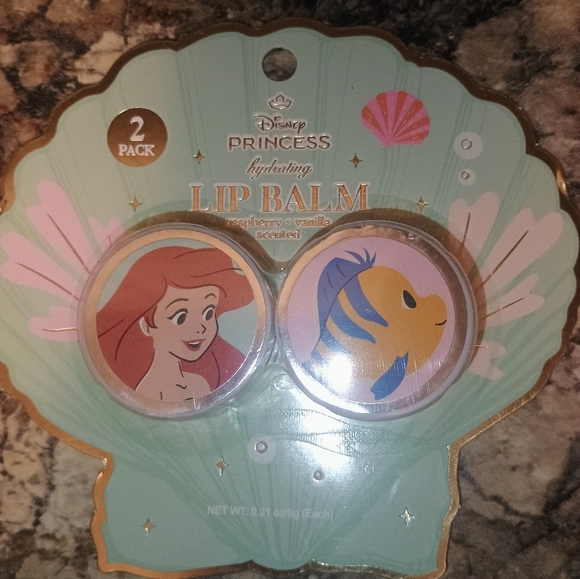 2
PACK
Disney
PRINCESS
hydrating
LIP BALM
raspberry • vanilla
scented
NET WT. 0.21 oz/6g (Each)